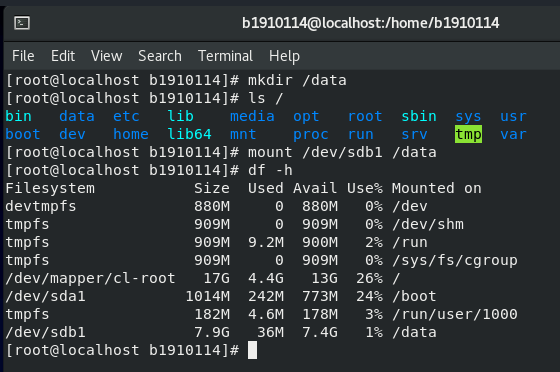 b1910114@localhost:/home/b1910114
File Edit View Search Terminal Help
[root@localhost b1910114]# mkdir /data
[root@localhost b1910114]# ls /
bin data etc lib media opt root sbin sys usr
boot dev home lib64 mnt proc run srv tmp var
[root@localhost b1910114]# mount /dev/sdb1 /data
[root@localhost b1910114]# df -h
Filesystem Size Used Avail Use% Mounted on
devtmpfs 880M 0 880M 0% /dev
tmpfs 909M 0 909M 0% /dev/shm
tmpfs 909M 9.2M 900M 2% /run
tmpfs 909M 0 909M 0% /sys/fs/cgroup
/dev/mapper/cl-root 17G 4.4G 13G 26% /
/dev/sda1 1014M 242M 773M 24% /boot
tmpfs 182M 4.6M 178M 3% /run/user/1000
/dev/sdb1 7.9G 36M 7.4G 1% /data
[root@localhost b1910114]#